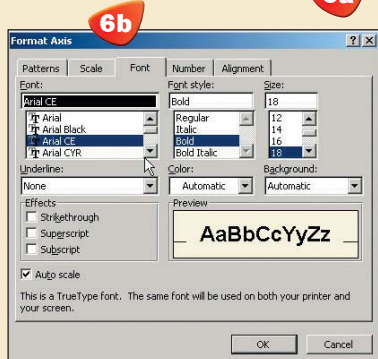 6b
Format Axis
Patterns Scale Font Number Alignment
Font: Font style: Size:
Arial CE Bold 18
Arial Regular 12
Arial Black Italic 14
Arial CE Bold 16
Arial CYR Bold Italic 18
Underline: Color: Background:
None Automatic Automatic
Effects Preview
Strikethrough
Superscript
Subscript
AaBbCcYyZz
Auto scale
This is a TrueType font. The same font will be used on both your printer and
your screen.
OK Cancel